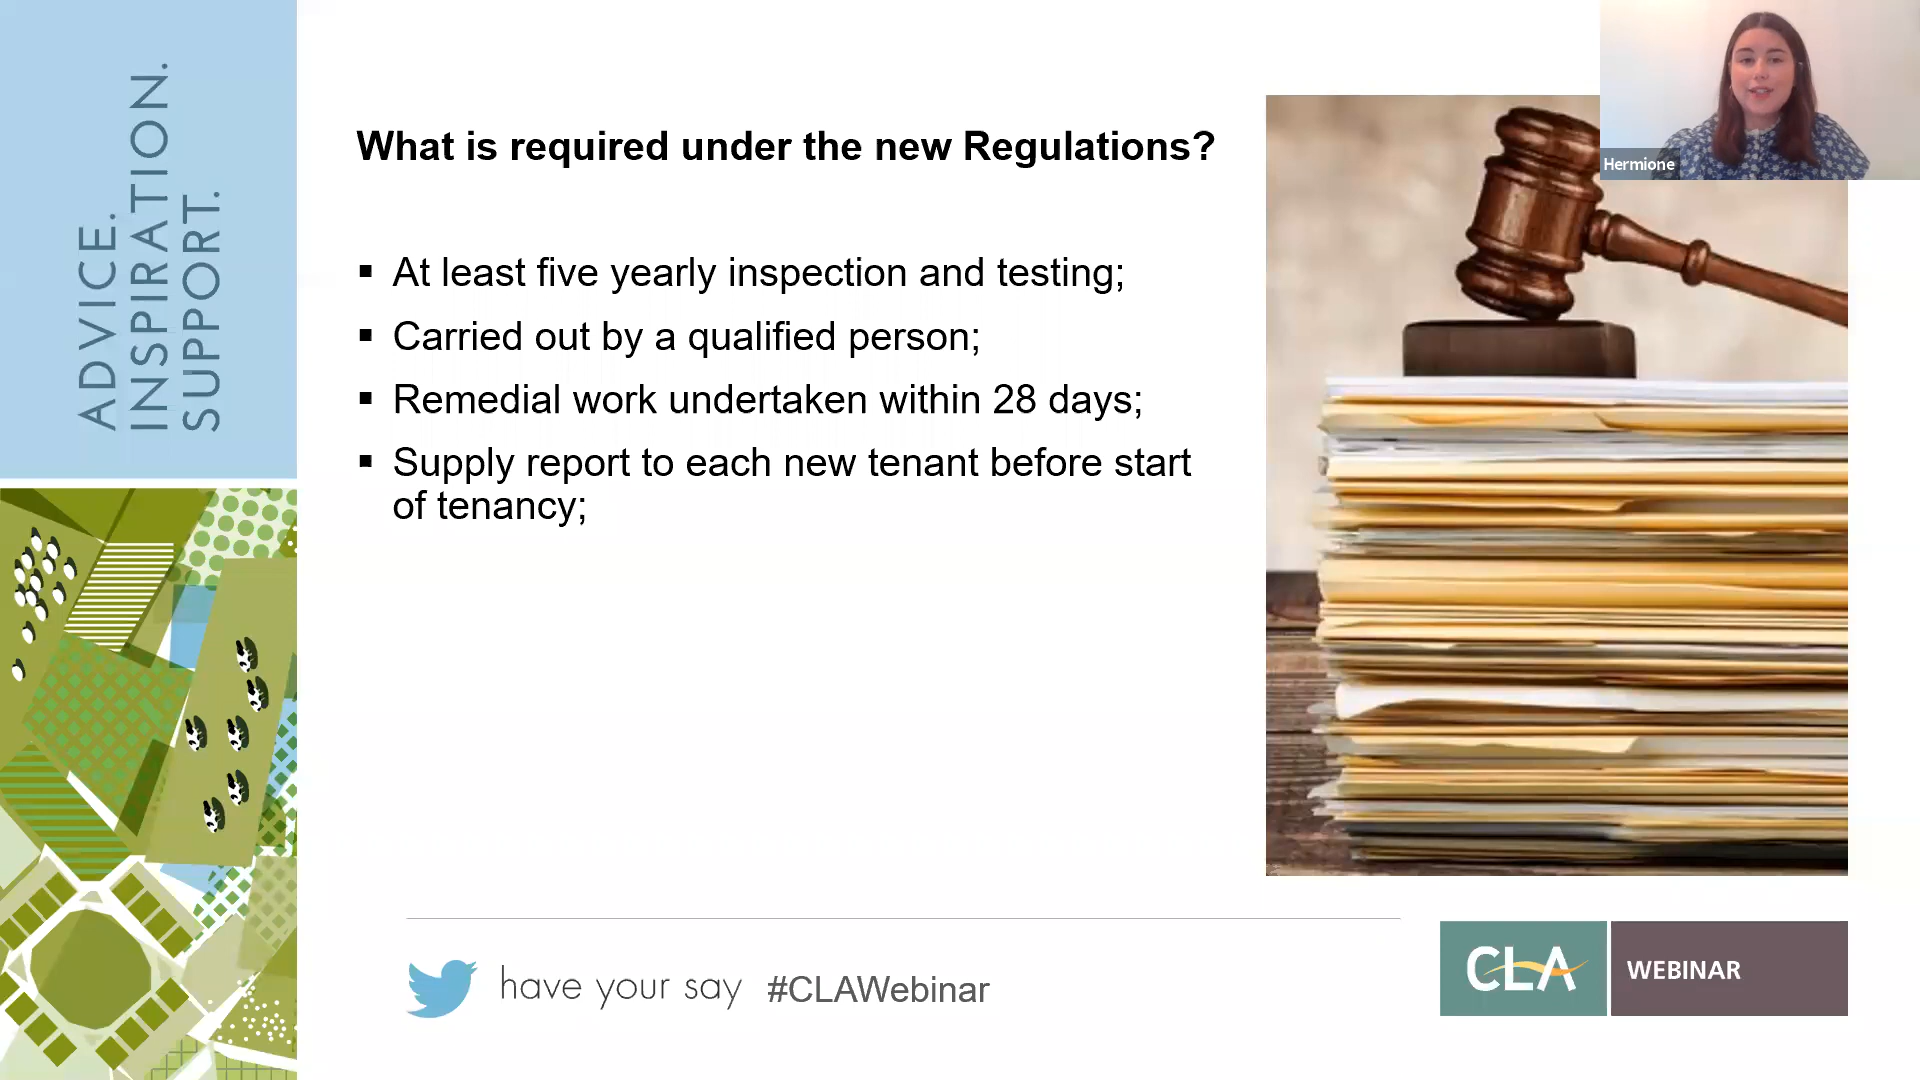 ADVICE.
INSPIRATION.
SUPPORT.
What is required under the new Regulations?
▪ At least five yearly inspection and testing;
▪ Carried out by a qualified person;
▪ Remedial work undertaken within 28 days;
▪ Supply report to each new tenant before start
of tenancy;
Hermione
have your say #CLAWebinar
CLA WEBINAR